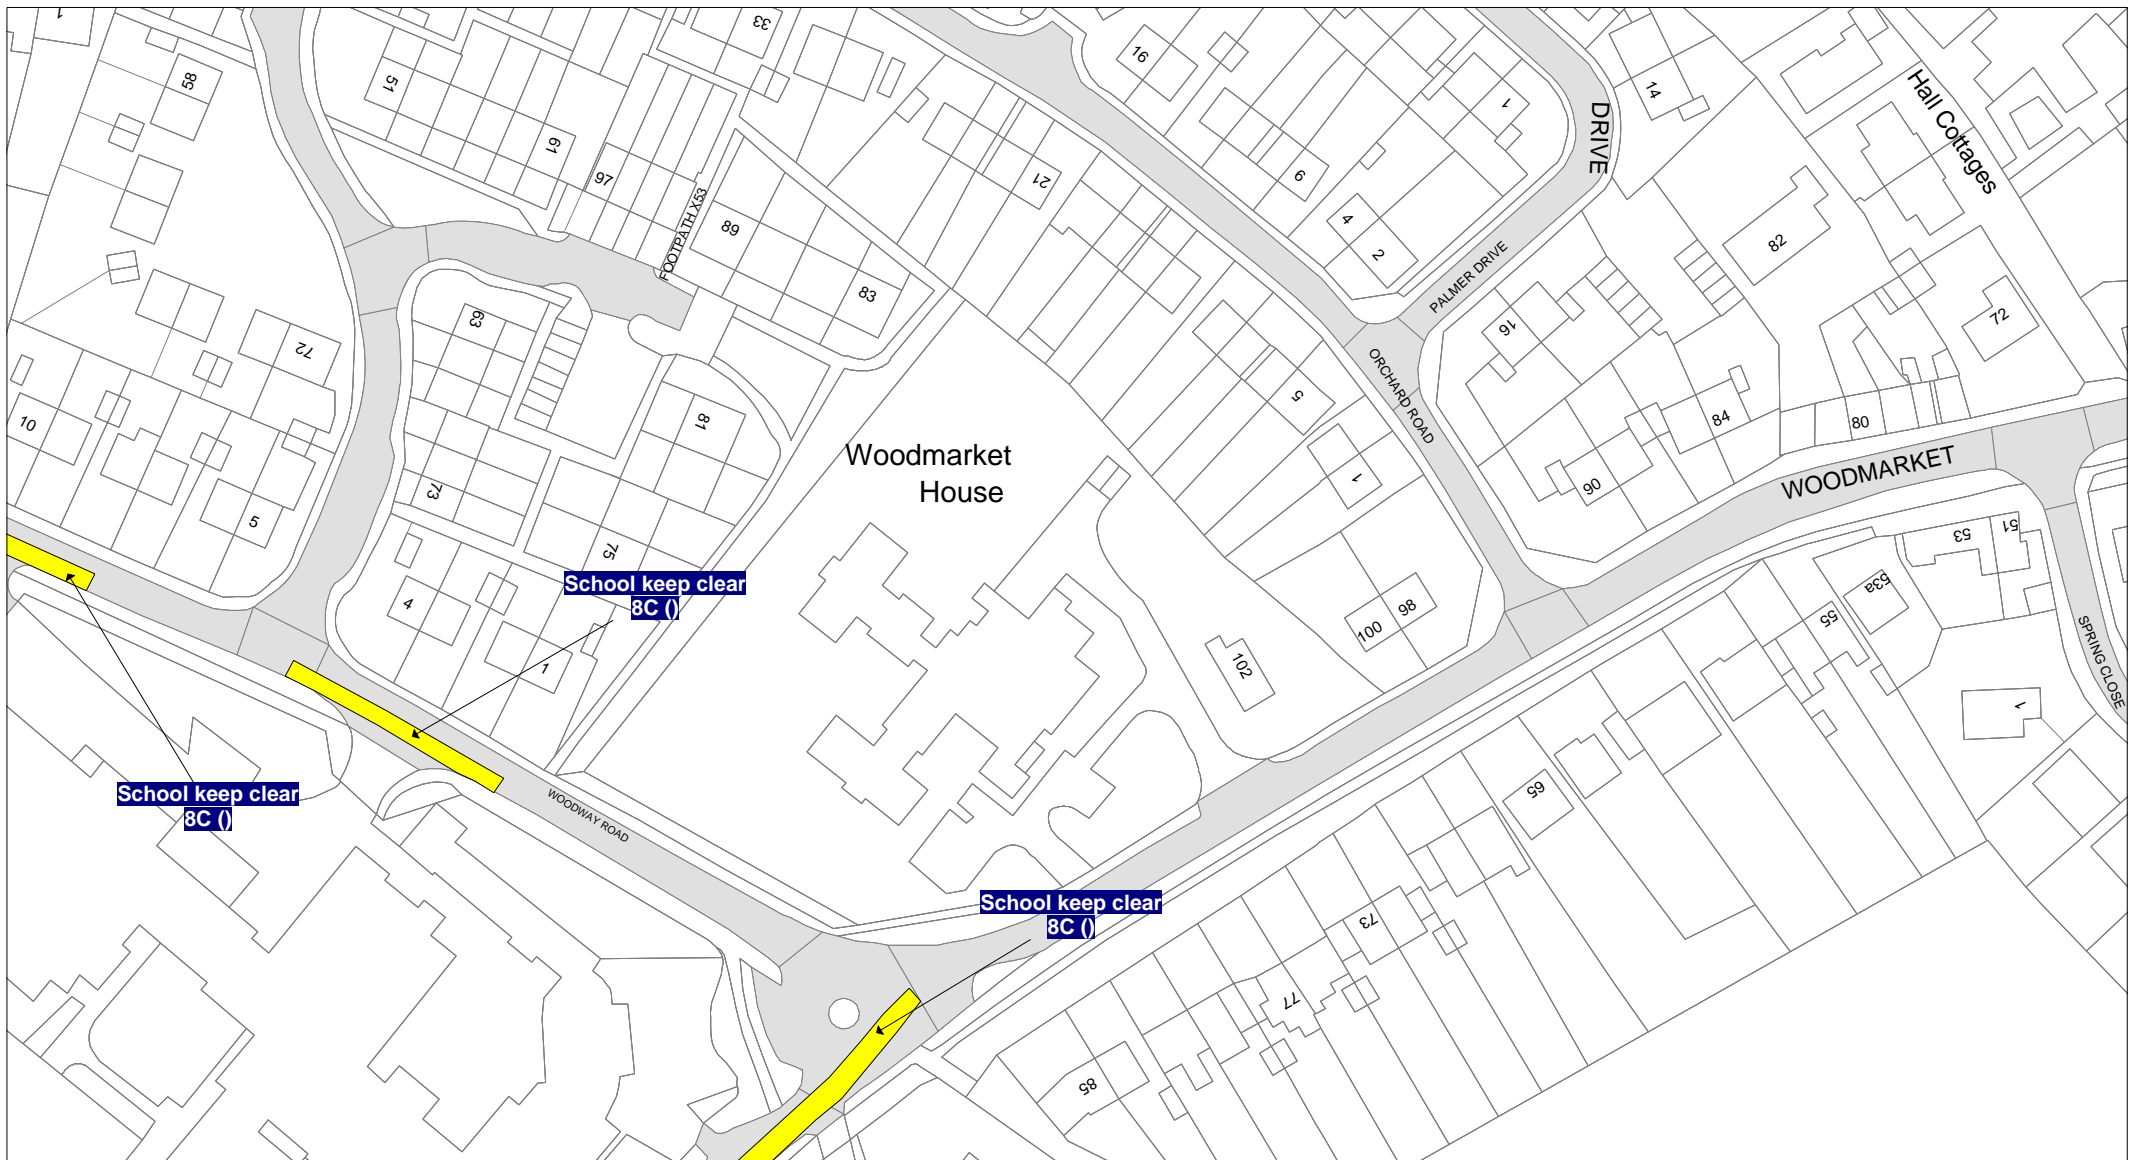 1
33
16
1
14
DRIVE
Hall Cottages
58
51
61
97
21
9
4
2
FOOTPATH X53
89
83
82
PALMER DRIVE
72
63
72
16
ORCHARD ROAD
5
10
81
84
80
73
5
1
90
Woodmarket
House
WOODMARKET
75
School keep clear
8C ()
4
1
100
98
102
51
53
53a
55
SPRING CLOSE
1
School keep clear
8C ()
WOODWAY ROAD
65
School keep clear
8C ()
73
77
85